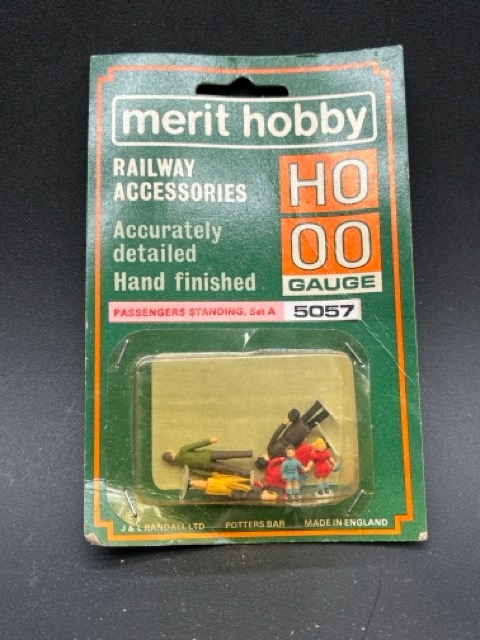 merit hobby
RAILWAY
ACCESSORIES
Accurately
detailed
Hand finished
HO
OO
GAUGE
PASSENGERS STANDING. Set A
5057
J & L RANDALL LTD POTTERS BAR MADE IN ENGLAND